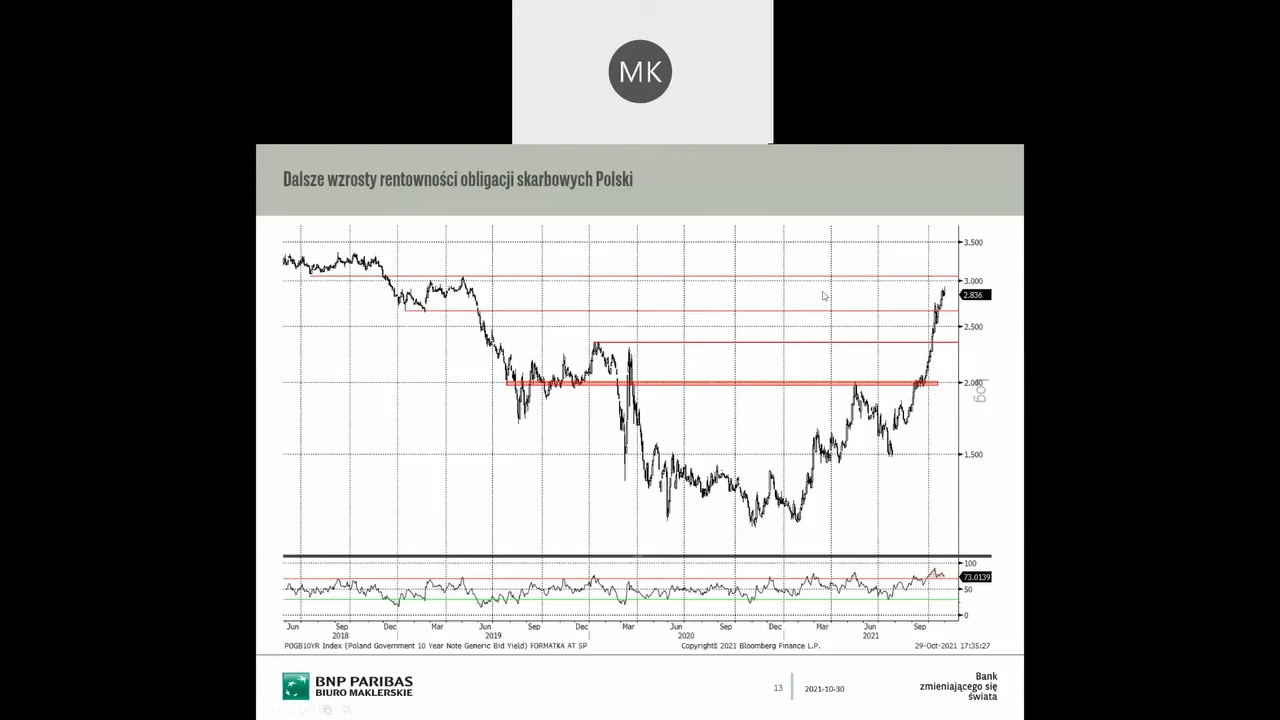 MK
Dalsze wzrosty rentowności obligacji skarbowych Polski
3.500
3.000
2.836
2.500
2.000
Log
1.500
100
73.0139
50
0
Jun Sep Dec Mar Jun Sep Dec Mar Jun Sep Dec Mar Jun Sep
2018 2019 2020 2021
POGB10YR Index (Poland Government 10 Year Note Generic Bid Yield) FORMATKA AT SP Copyright© 2021 Bloomberg Finance L.P. 29-Oct-2021 17:35:27
BNP PARIBAS
BIURO MAKLERSKIE
13 2021-10-30
Bank
zmieniającego się
świata